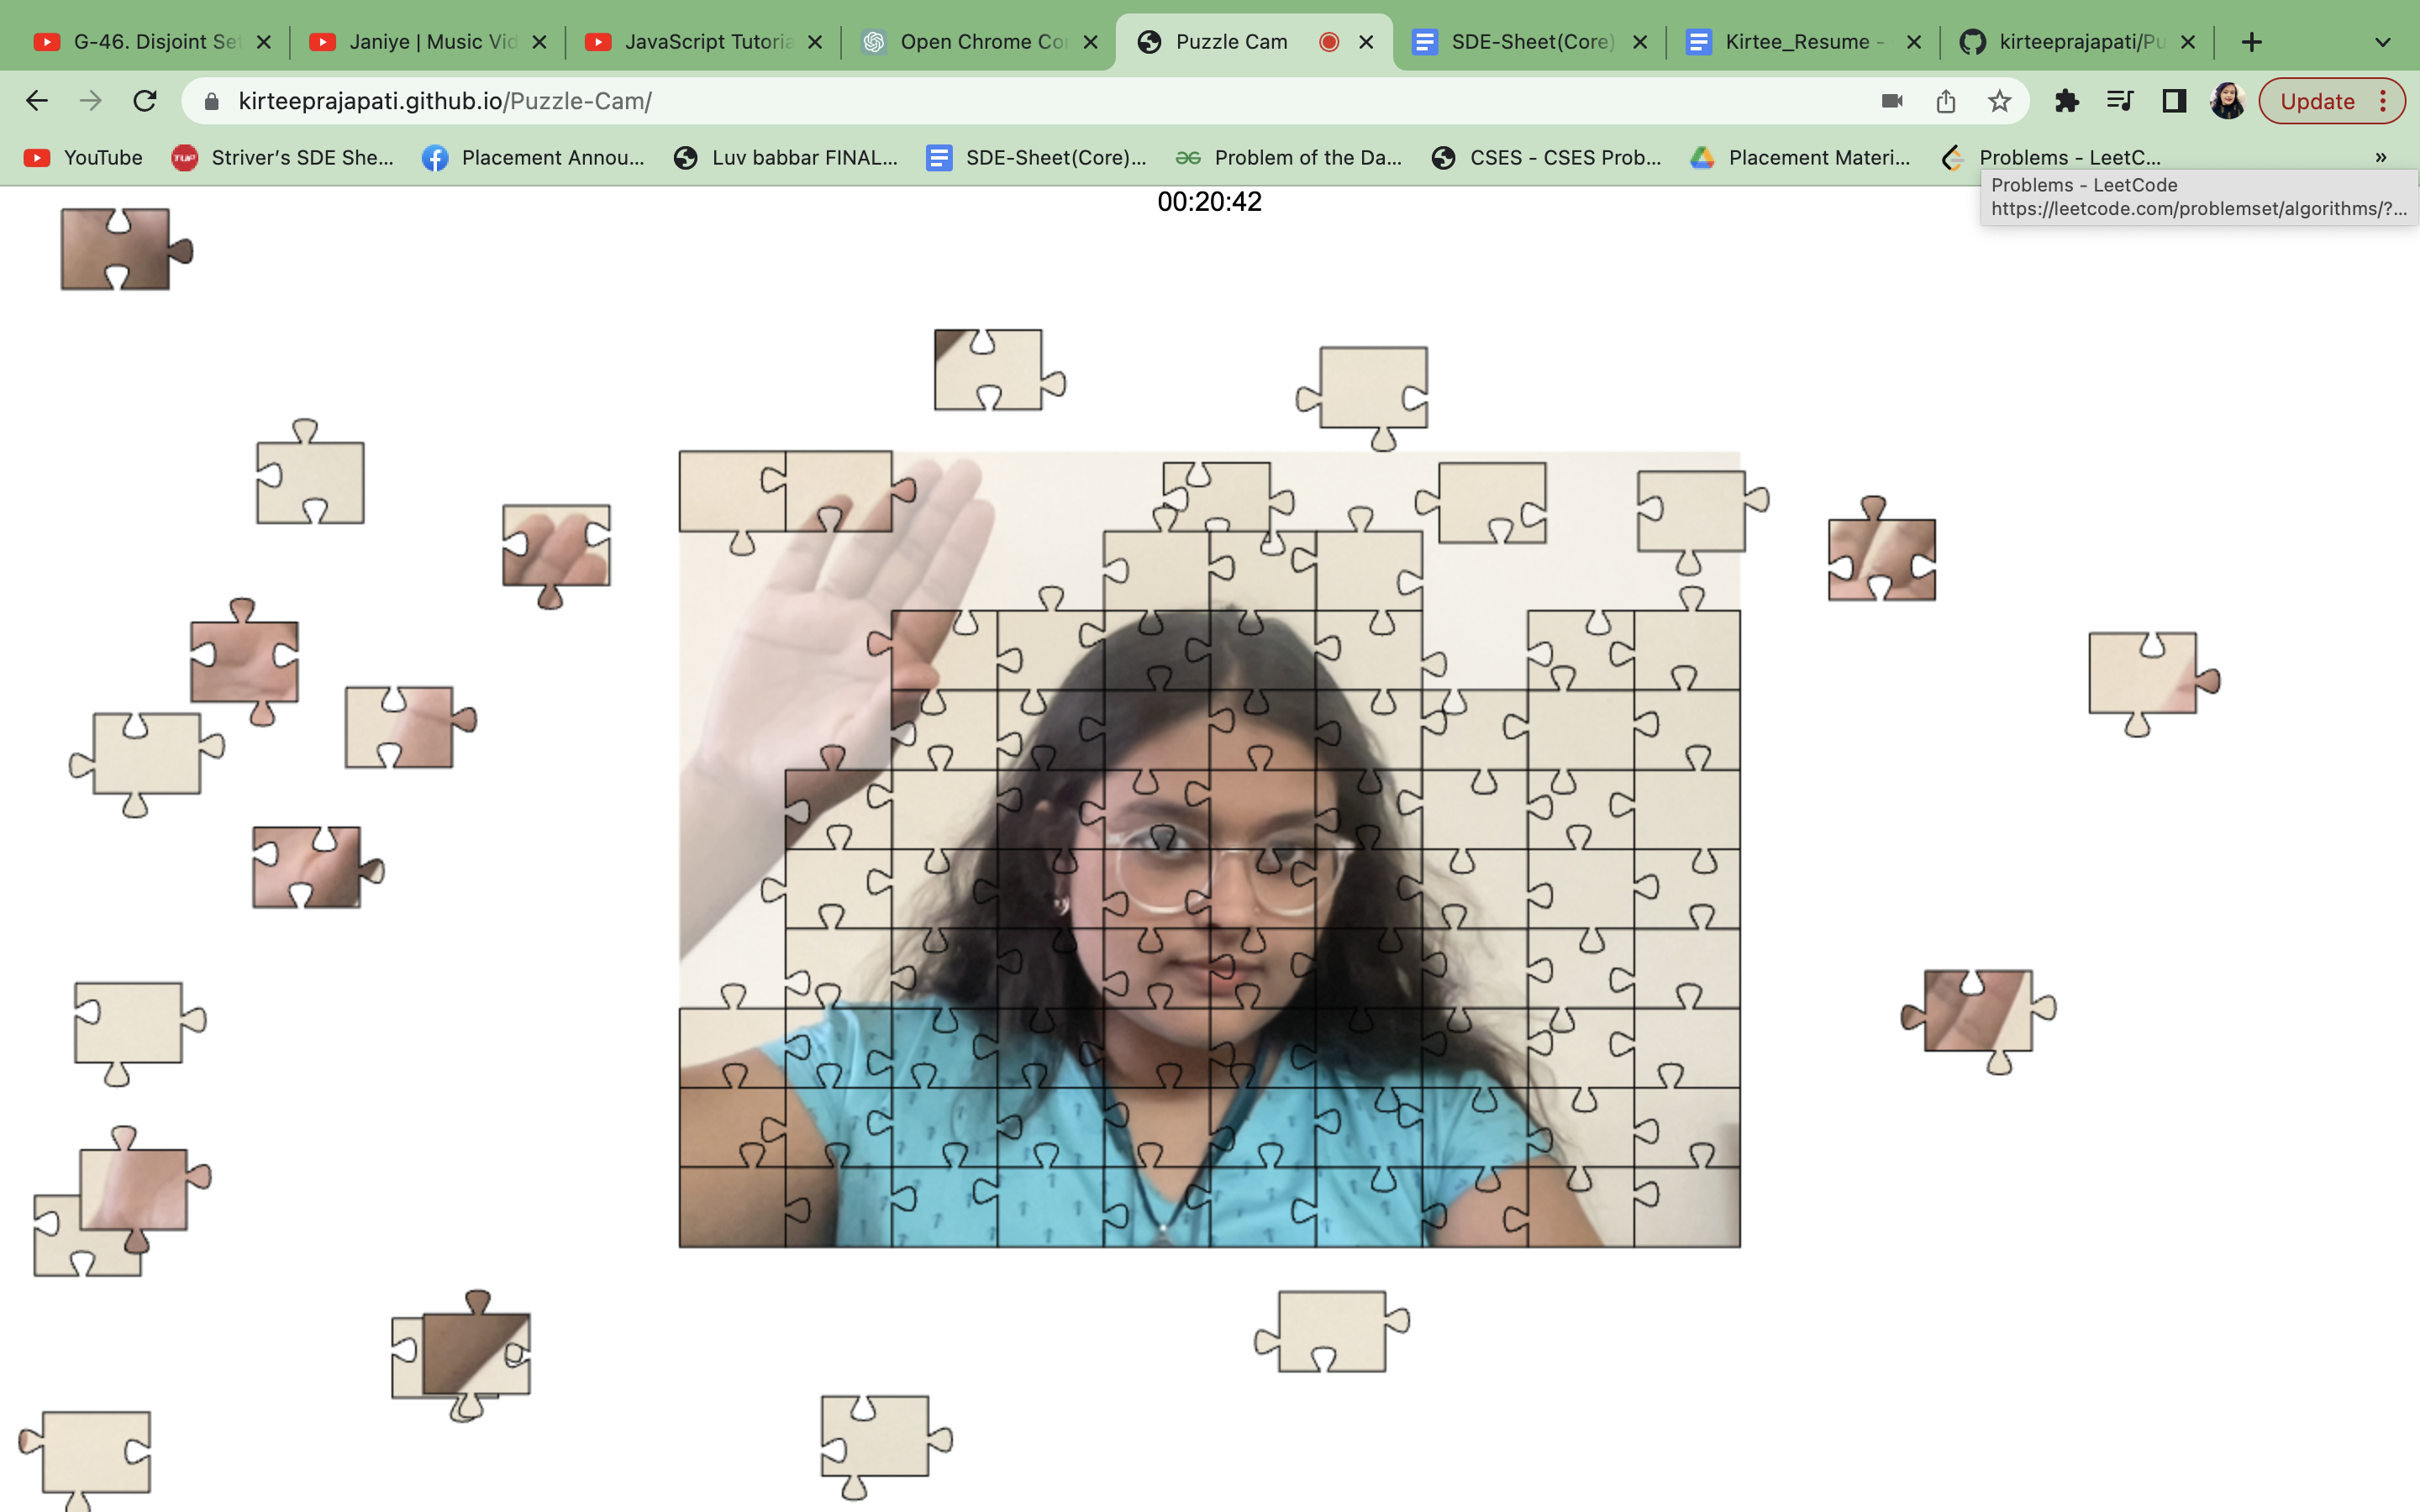 G-46. Disjoint Se
Janiye | Music Vid
JavaScript Tutoria
Open Chrome Co
Puzzle Cam
SDE-Sheet(Core)
Kirtee_Resume -
kirteeprajapati/Pu
kirteeprajapati.github.io/Puzzle-Cam/
Update
YouTube
TUF
Striver's SDE She...
Placement Annou...
Luv babbar FINAL...
SDE-Sheet(Core)...
Problem of the Da...
CSES - CSES Prob...
Placement Materi...
Problems - LeetC...
»
Problems - LeetCode
https://leetcode.com/problemset/algorithms/?...
00:20:42